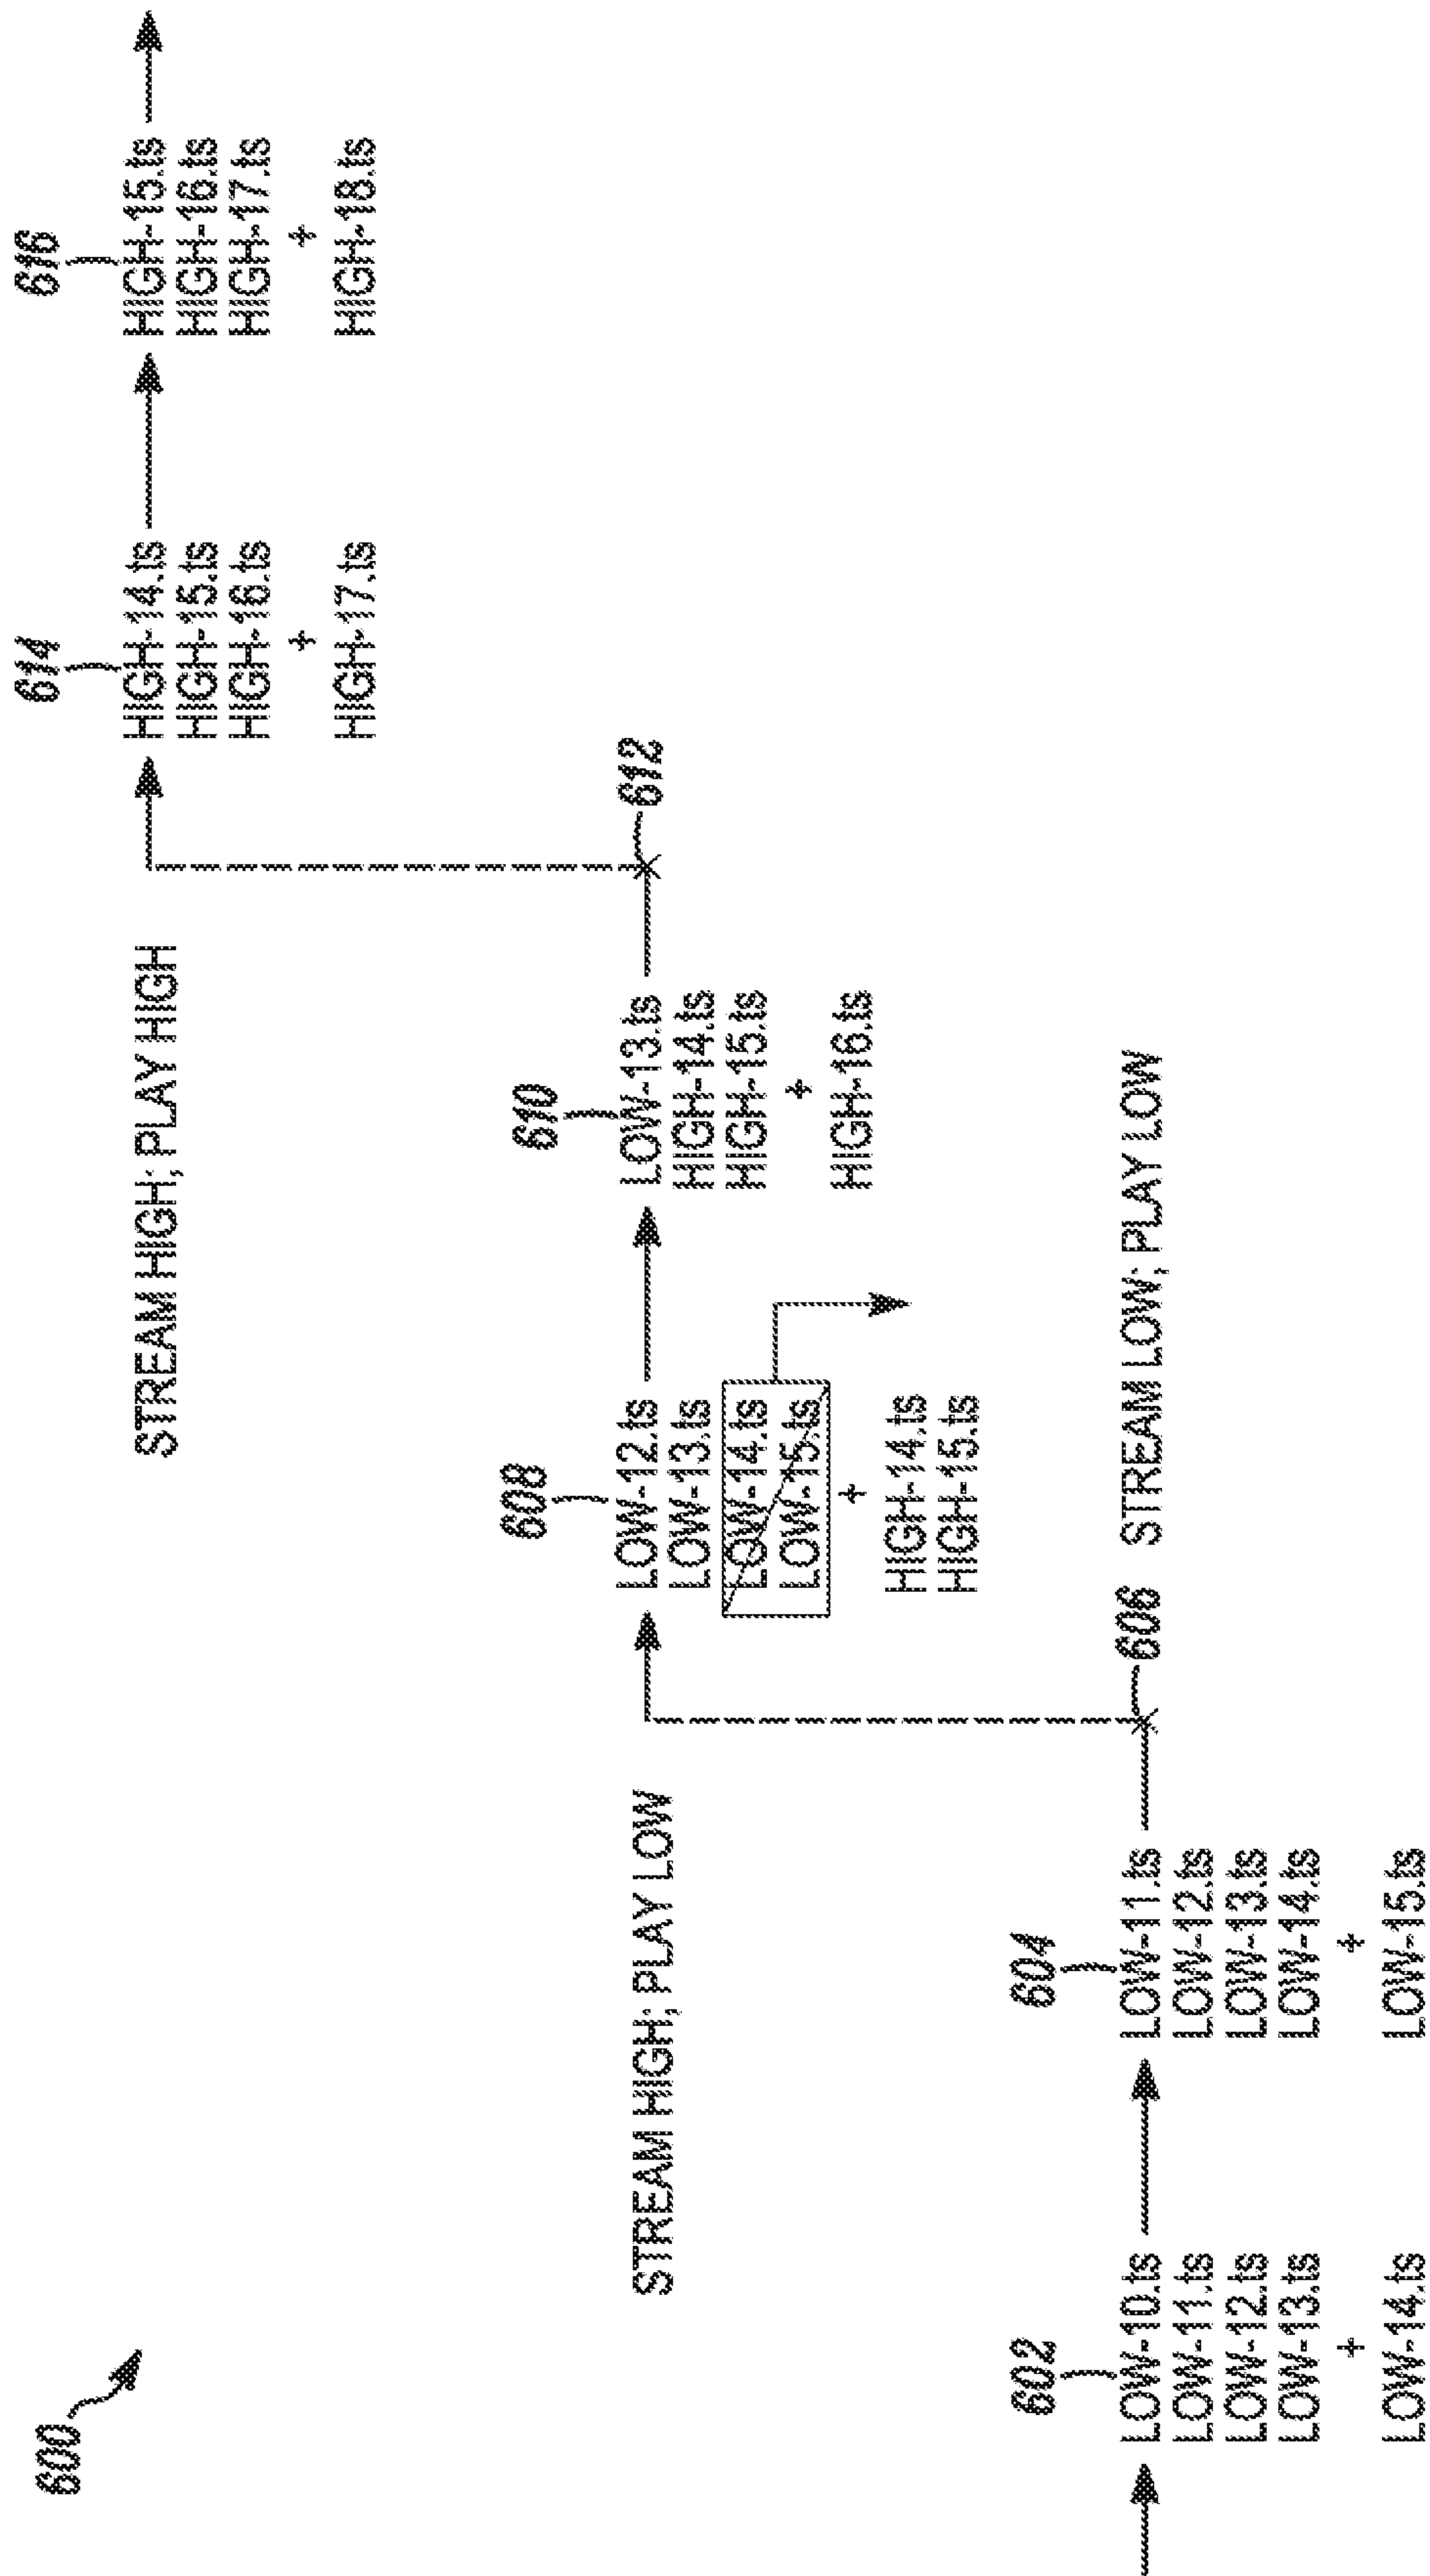 600
STREAM HIGH; PLAY HIGH
614
HIGH-14.ts
HIGH-15.ts
HIGH-16.ts
+
HIGH-17.ts
616
HIGH-15.ts
HIGH-16.ts
HIGH-17.ts
+
HIGH-18.ts
STREAM HIGH; PLAY LOW
608
LOW-12.ts
LOW-13.ts
LOW-14.ts
LOW-15.ts
+
HIGH-14.ts
HIGH-15.ts
610
LOW-13.ts
HIGH-14.ts
HIGH-15.ts
+
HIGH-16.ts
612
602
LOW-10.ts
LOW-11.ts
LOW-12.ts
LOW-13.ts
+
LOW-14.ts
604
LOW-11.ts
LOW-12.ts
LOW-13.ts
LOW-14.ts
+
LOW-15.ts
606
STREAM LOW; PLAY LOW